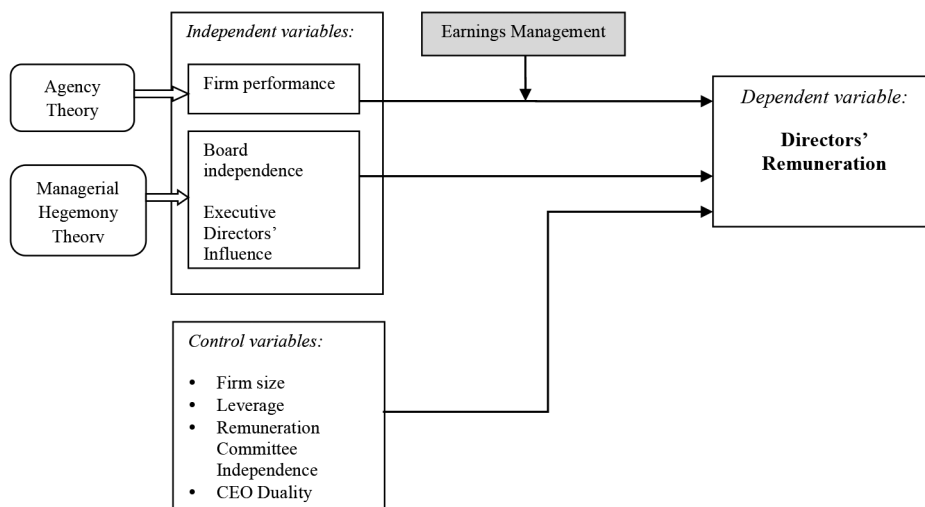 Independent variables:
Earnings Management
Agency
Theory
Firm performance
Dependent variable:
Directors’
Remuneration
Board
independence
Executive
Directors’
Influence
Managerial
Hegemony
Theory
Control variables:
• Firm size
• Leverage
• Remuneration
Committee
Independence
• CEO Duality